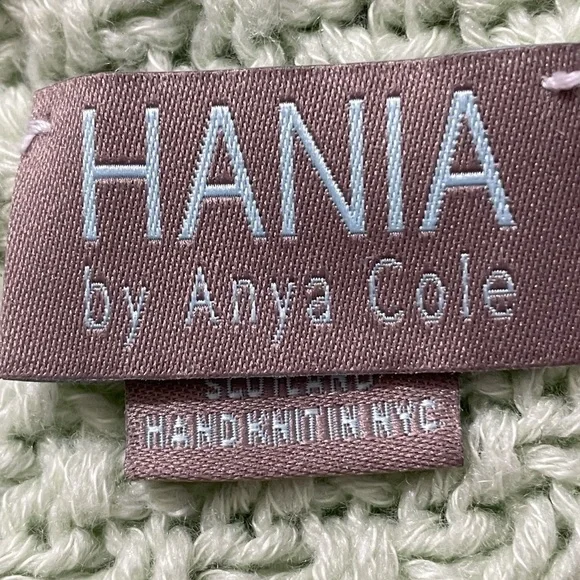 HANIA
by Anya Cole
SCOTLAND
HAND KNIT IN NYC